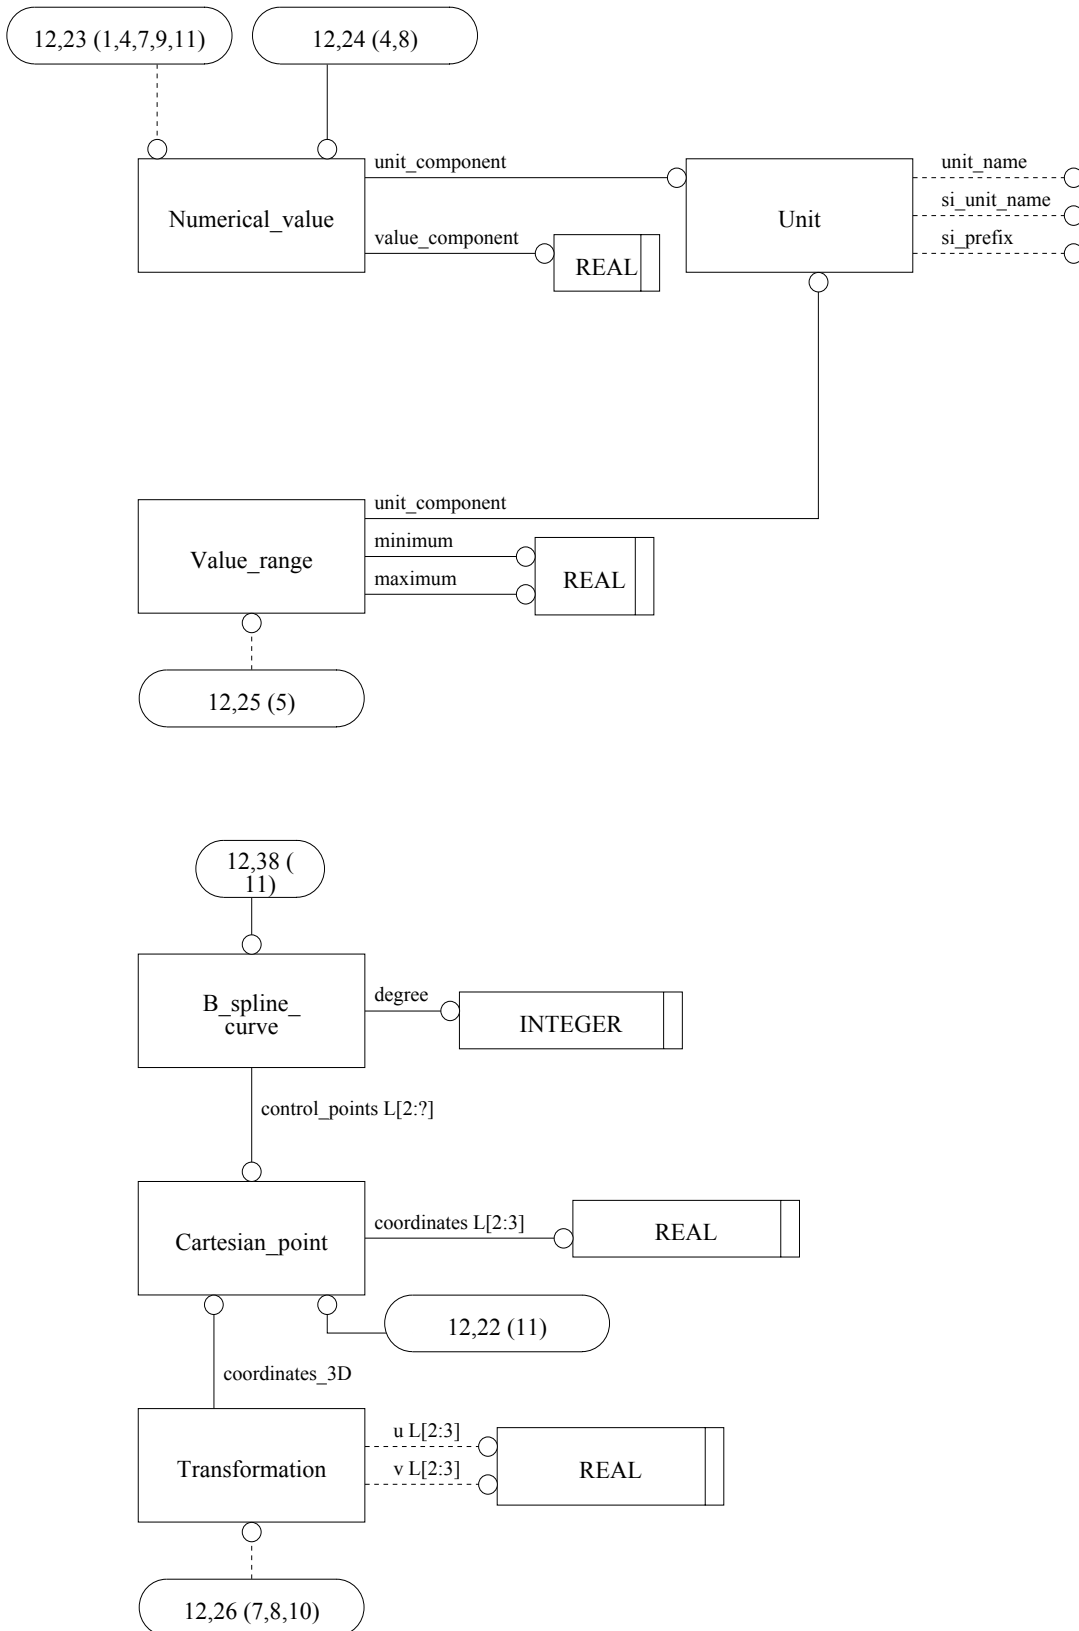 12,23 (1,4,7,9,11)
12,24 (4,8)
unit_component
unit_name
Numerical_value
Unit
si_unit_name
value_component
si_prefix
REAL
unit_component
Value_range
minimum
maximum
REAL
12,25 (5)
12,38 (
11)
B_spline_
curve
degree
INTEGER
control_points L[2:?]
Cartesian_point
coordinates L[2:3]
REAL
12,22 (11)
coordinates_3D
Transformation
u L[2:3]
v L[2:3]
REAL
12,26 (7,8,10)